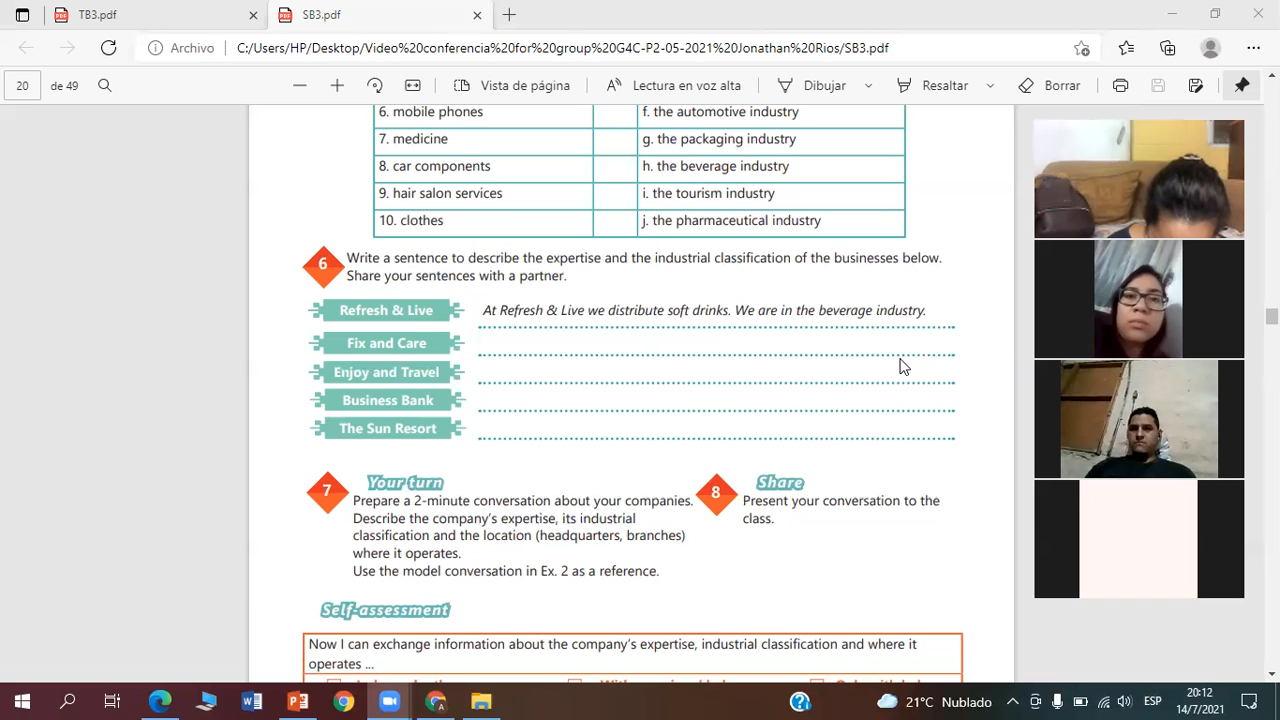 TB3.pdf
SB3.pdf
Archivo
C:/Users/HP/Desktop/Video%20conferencia%20for%20group%20G4C-P2-05-2021%20Jonathan%20Rios/SB3.pdf
20 de 49
Vista de página
Lectura en voz alta
Dibujar
Resaltar
Borrar
6. mobile phones f. the automotive industry
7. medicine g. the packaging industry
8. car components h. the beverage industry
9. hair salon services i. the tourism industry
10. clothes j. the pharmaceutical industry
6 Write a sentence to describe the expertise and the industrial classification of the businesses below.
Share your sentences with a partner.
Refresh & Live At Refresh & Live we distribute soft drinks. We are in the beverage industry.
Fix and Care
Enjoy and Travel
Business Bank
The Sun Resort
7 Your turn
Prepare a 2-minute conversation about your companies.
Describe the company's expertise, its industrial
classification and the location (headquarters, branches)
where it operates.
Use the model conversation in Ex. 2 as a reference.
8 Share
Present your conversation to the
class.
Self-assessment
Now I can exchange information about the company's expertise, industrial classification and where it
operates ...
21°C Nublado
ESP
20:12
14/7/2021